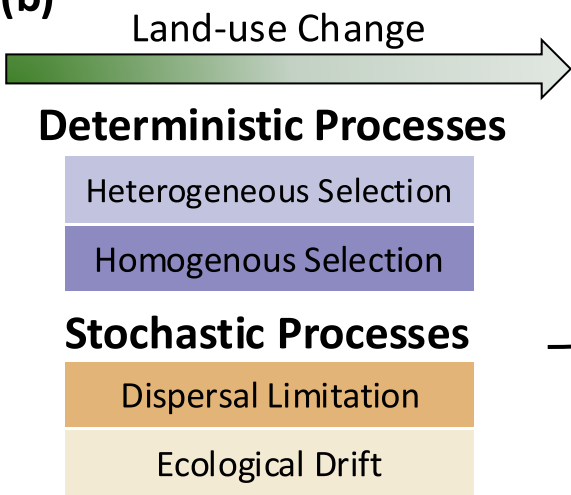 (b)
Land-use Change
Deterministic Processes
Heterogeneous Selection
Homogenous Selection
Stochastic Processes
Dispersal Limitation
Ecological Drift